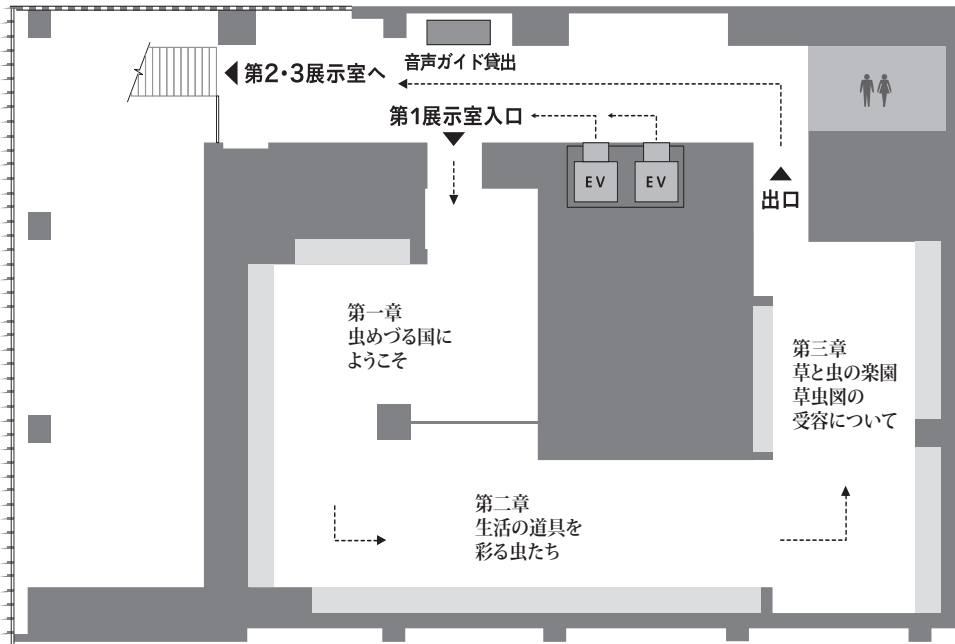 音声ガイド貸出
第2・3展示室へ
第1展示室入口
EV
EV
出口
第一章
虫めづる国に
ようこそ
第三章
草と虫の楽園
草虫図の
受容について
第二章
生活の道具を
彩る虫たち